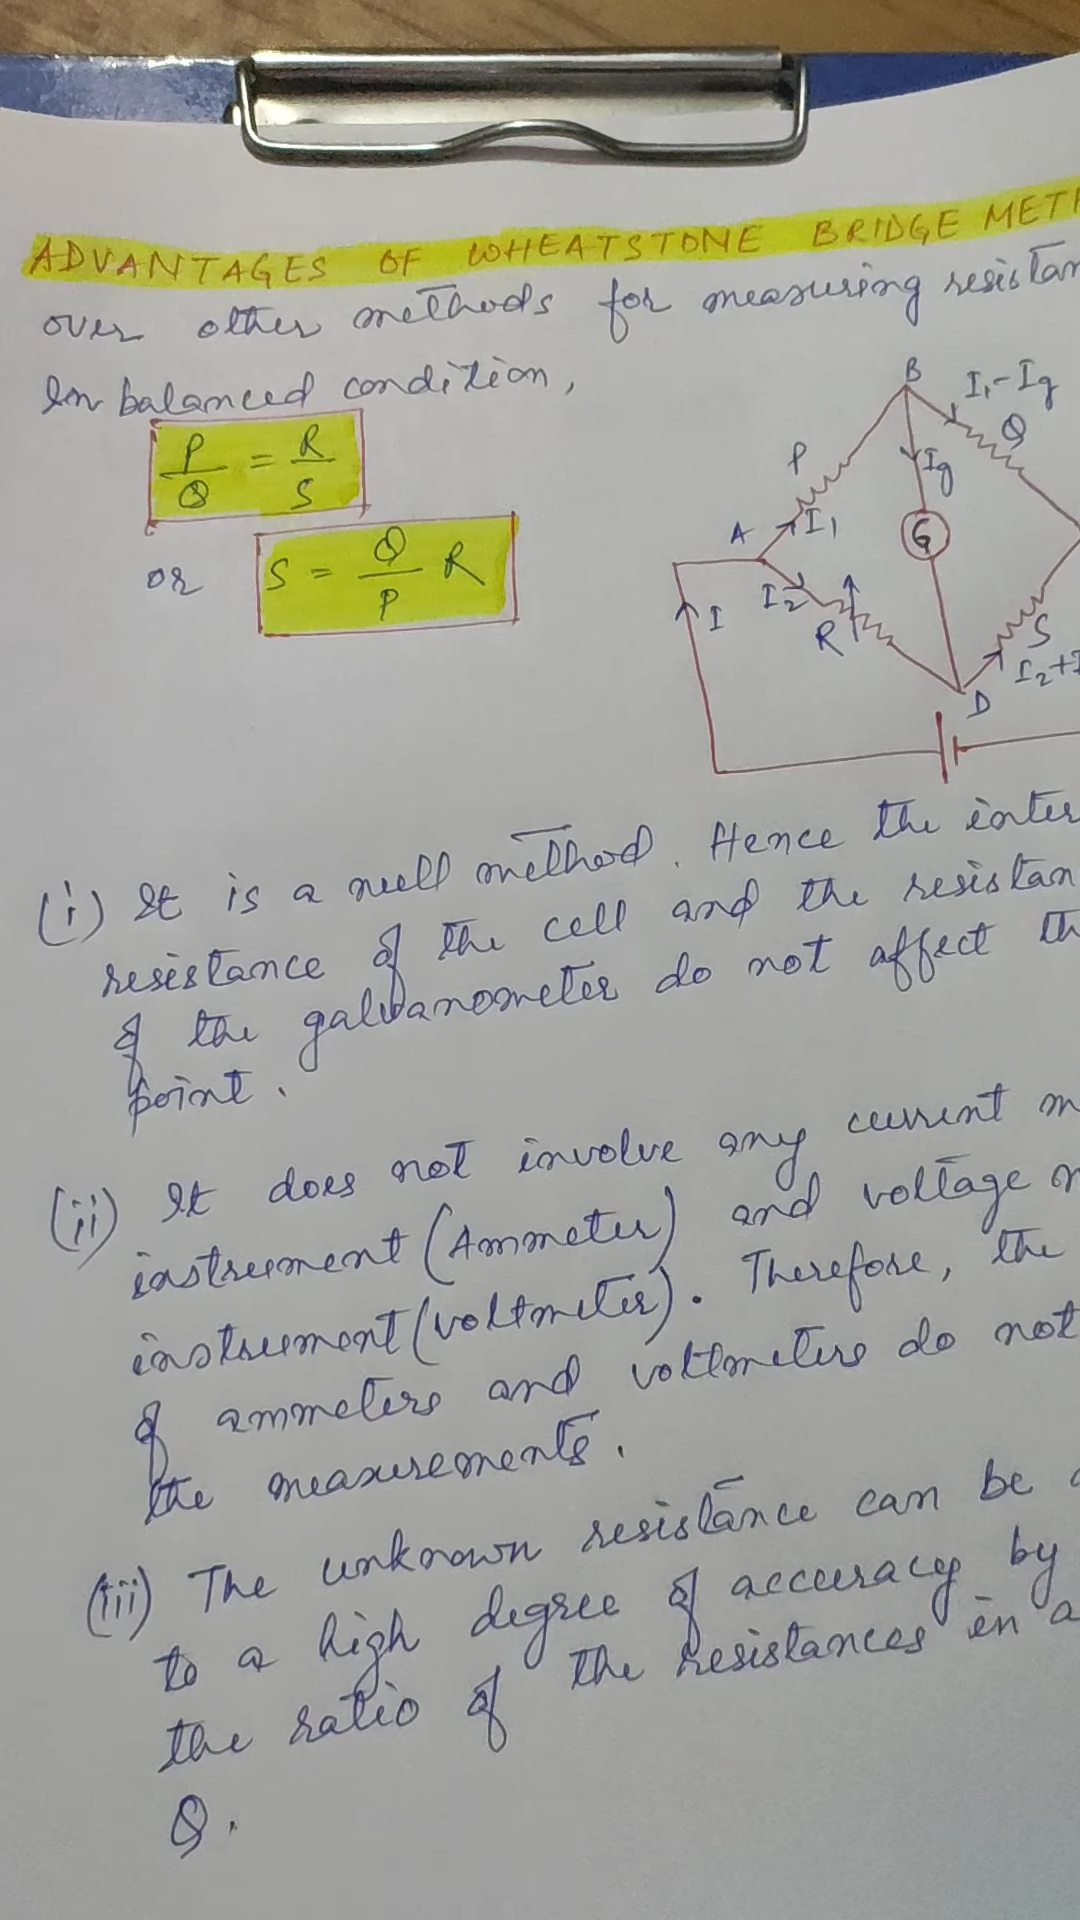 ADVANTAGES OF WHEATSTONE BRIDGE METH
over other methods for measuring resistan
In balanced condition,
P/Q = R/S
or S = Q/P R
B
I₁-Ig
Q
P
Ig
A
I₁
G
I₂
I
R
S
I₂+I
D
(i) It is a null method. Hence the inter
resistance of the cell and the resistan
of the galvanometer do not affect th
point.
(ii) It does not involve any current m
instrument (Ammeter) and voltage m
instrument (voltmeter). Therefore, the
of ammeters and voltmeters do not
the measurements.
(iii) The unknown resistance can be
to a high degree of accuracy by
the ratio of the resistances in a
Q.